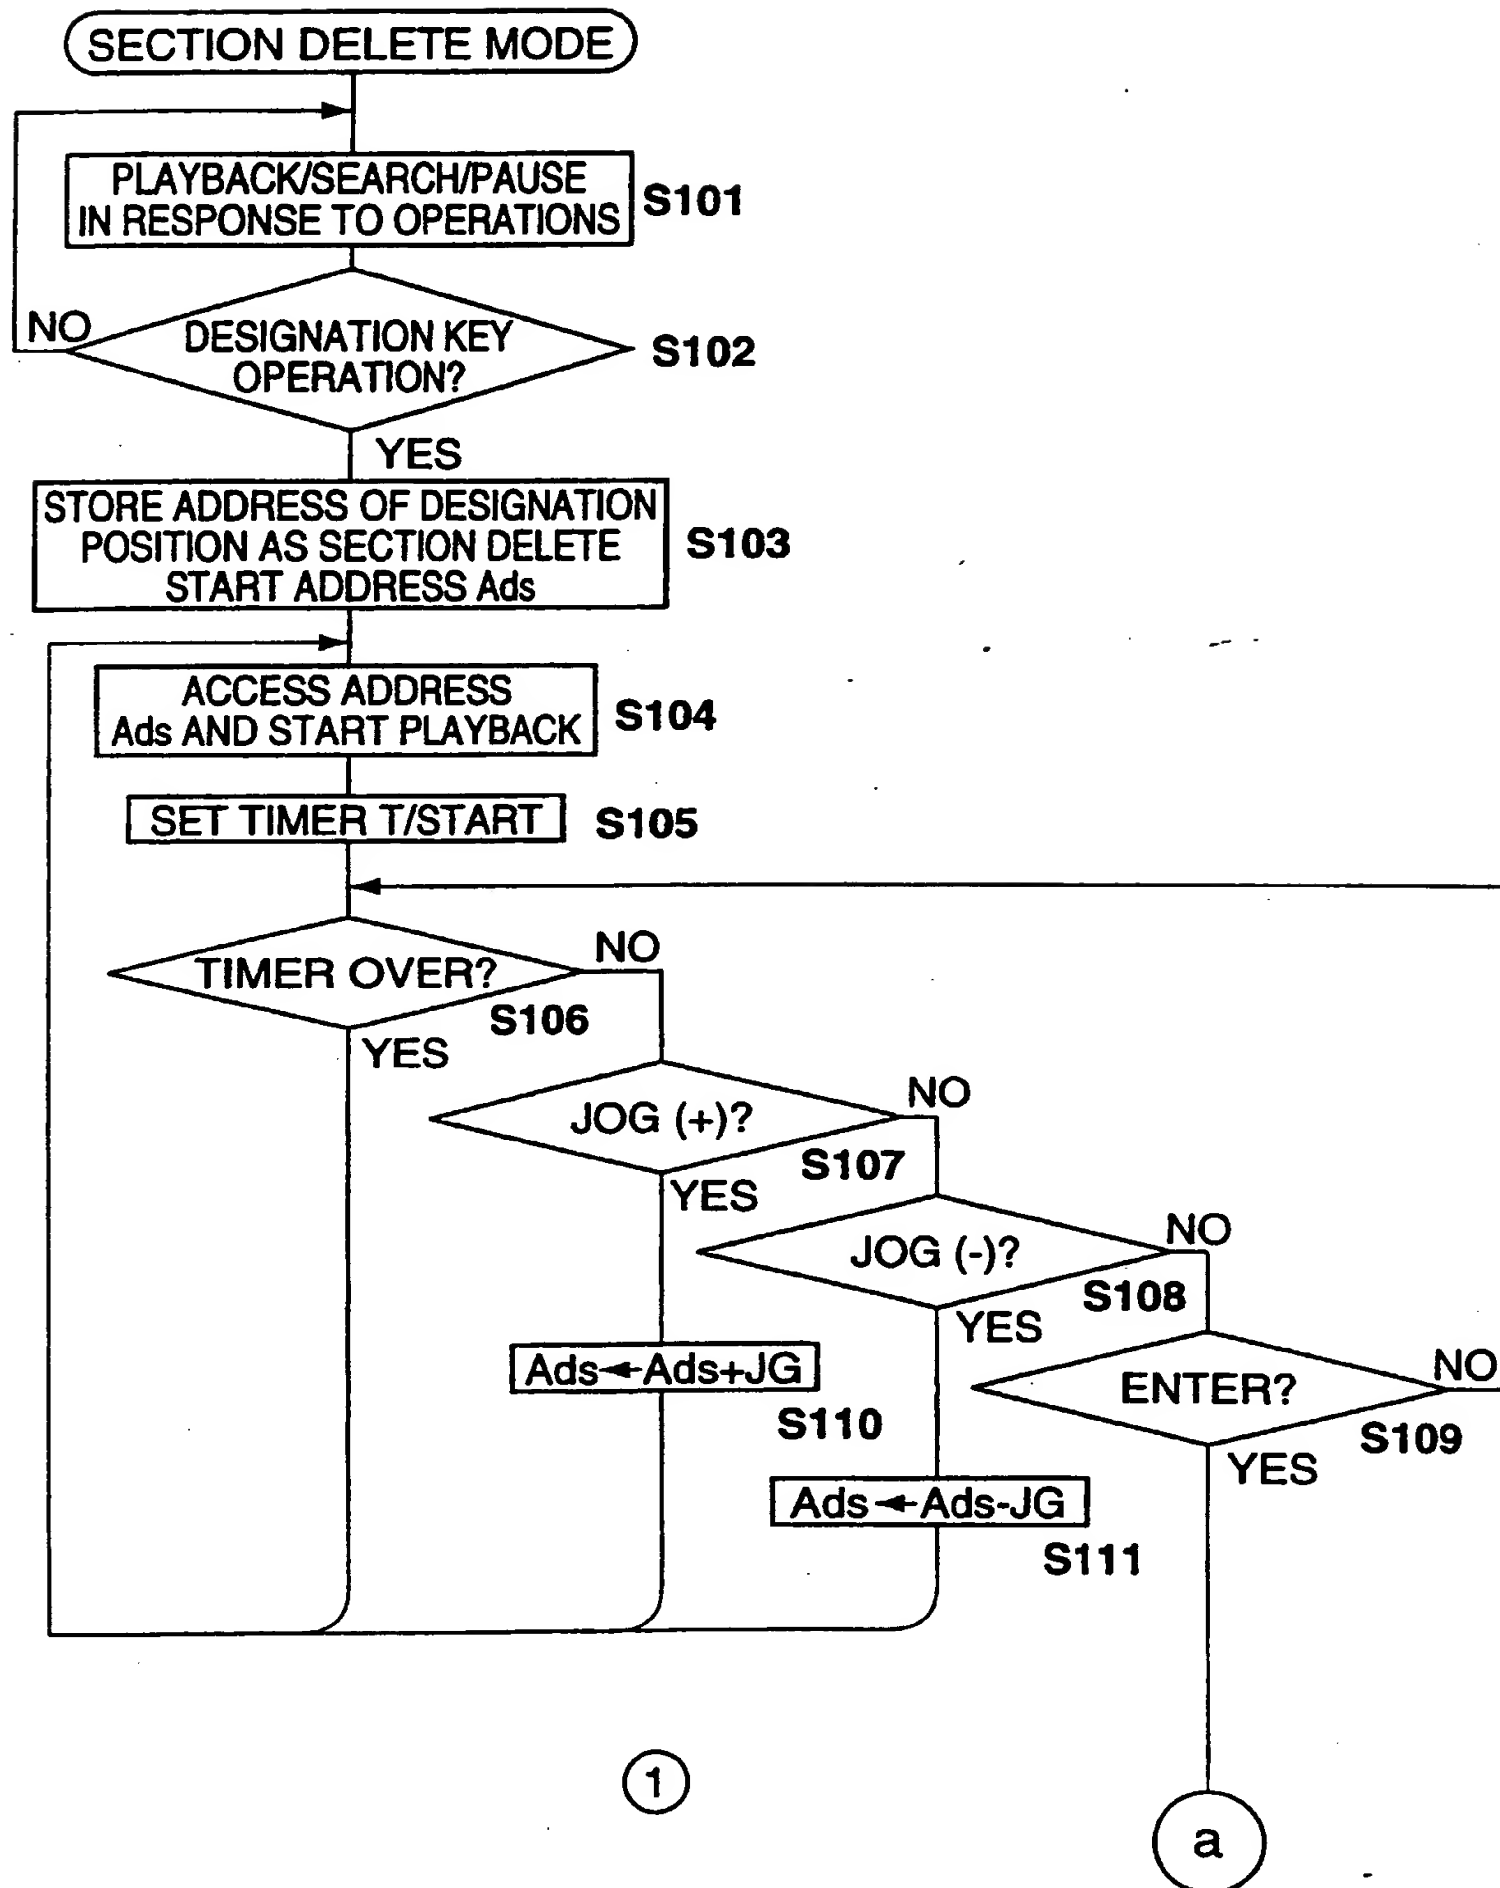 SECTION DELETE MODE
PLAYBACK/SEARCH/PAUSE
IN RESPONSE TO OPERATIONS
S101
NO
DESIGNATION KEY
OPERATION?
S102
YES
STORE ADDRESS OF DESIGNATION
POSITION AS SECTION DELETE
START ADDRESS Ads
S103
ACCESS ADDRESS
Ads AND START PLAYBACK
S104
SET TIMER T/START
S105
TIMER OVER?
NO
S106
YES
JOG (+)?
NO
S107
YES
JOG (-)?
NO
S108
YES
Ads←Ads+JG
S110
ENTER?
NO
S109
YES
Ads←Ads-JG
S111
1
a